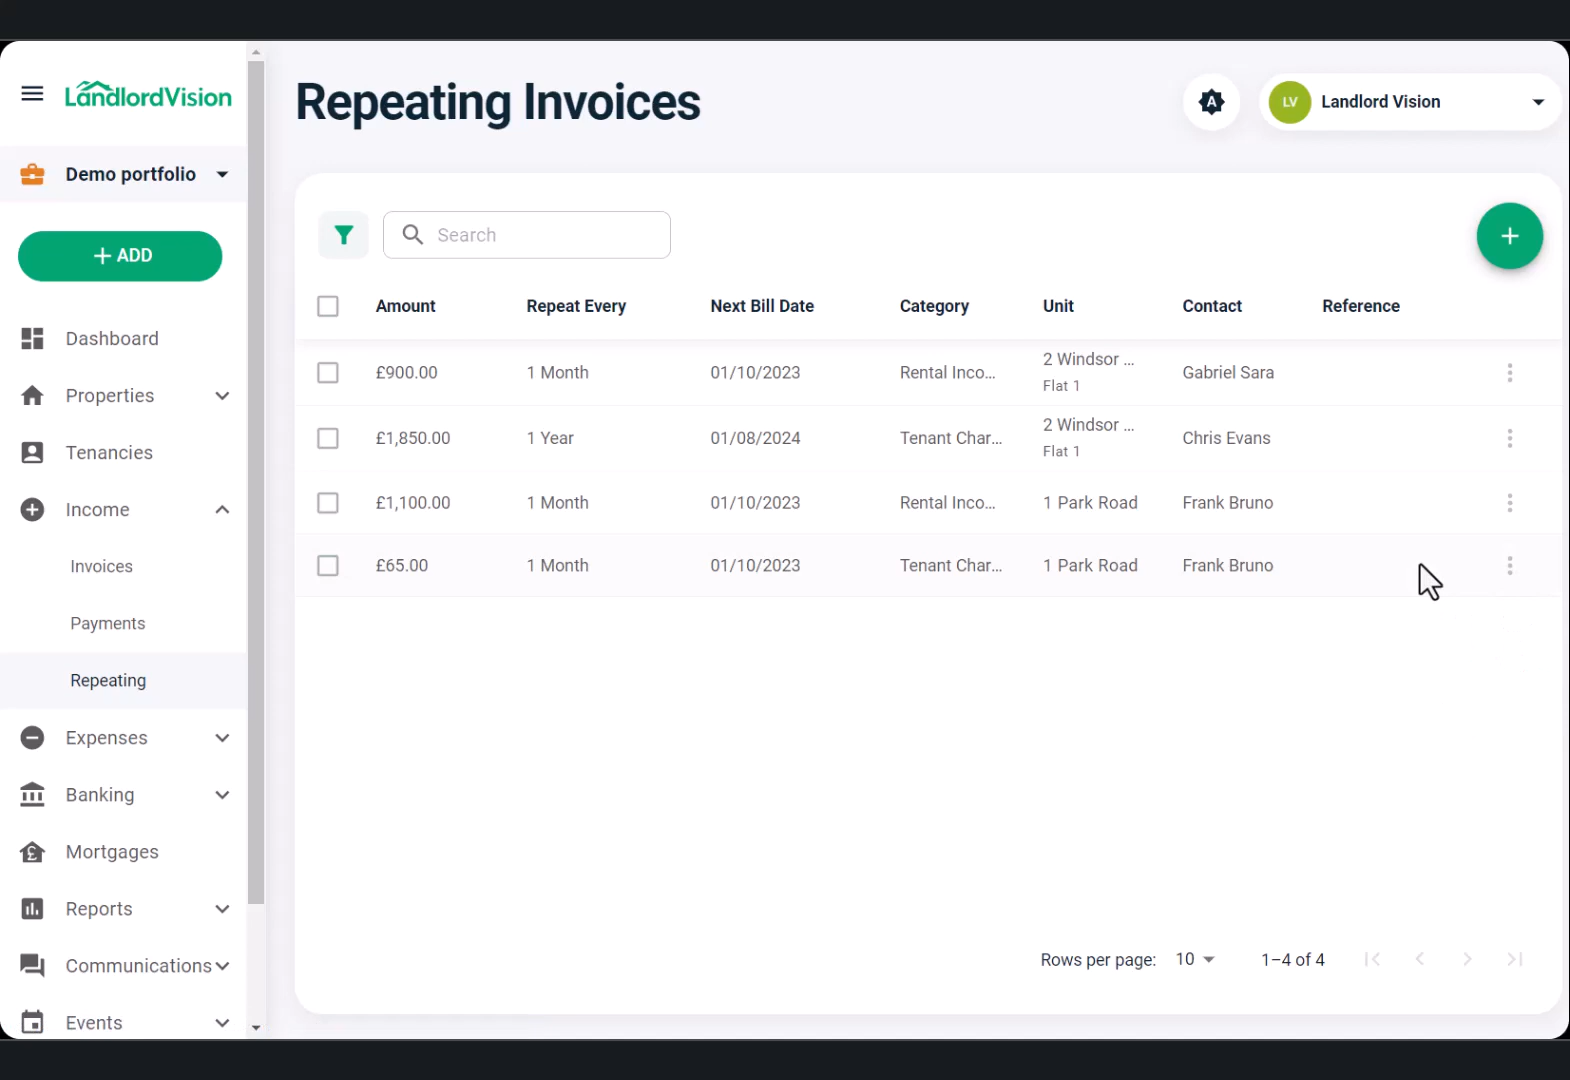 LandlordVision
Repeating Invoices
A
LV
Landlord Vision
Demo portfolio
+ ADD
Dashboard
Properties
Tenancies
Income
Invoices
Payments
Repeating
Expenses
Banking
Mortgages
Reports
Communications
Events
Search
+
Amount Repeat Every Next Bill Date Category Unit Contact Reference
£900.00 1 Month 01/10/2023 Rental Inco... 2 Windsor ... Gabriel Sara
Flat 1
£1,850.00 1 Year 01/08/2024 Tenant Char... 2 Windsor ... Chris Evans
Flat 1
£1,100.00 1 Month 01/10/2023 Rental Inco... 1 Park Road Frank Bruno
£65.00 1 Month 01/10/2023 Tenant Char... 1 Park Road Frank Bruno
Rows per page: 10 1–4 of 4